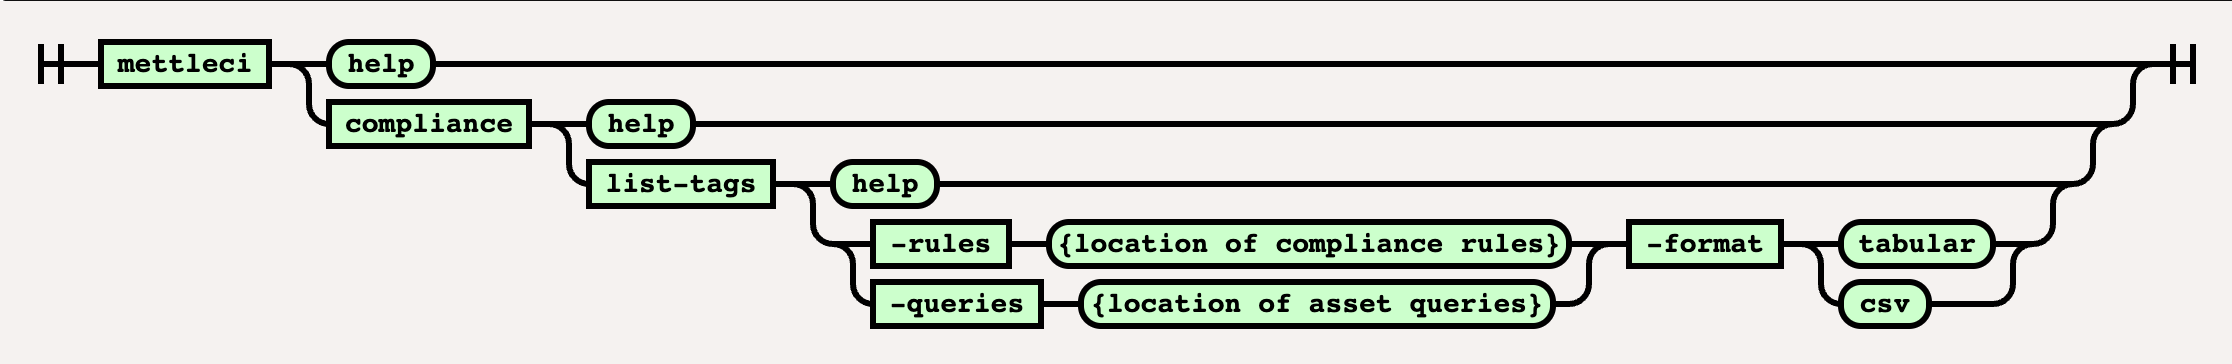 mettleci help
compliance help
list-tags help
-rules {location of compliance rules} -format tabular
-queries {location of asset queries} csv